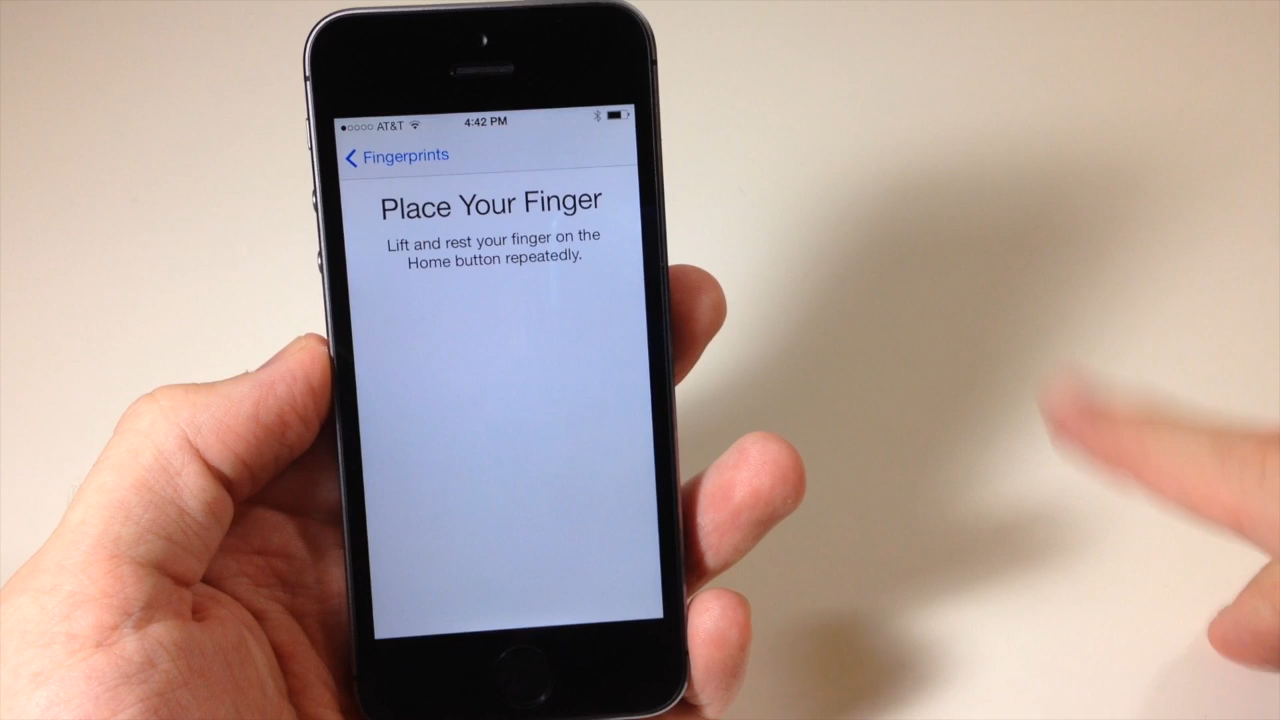 AT&T 4:42 PM
Fingerprints
Place Your Finger
Lift and rest your finger on the
Home button repeatedly.